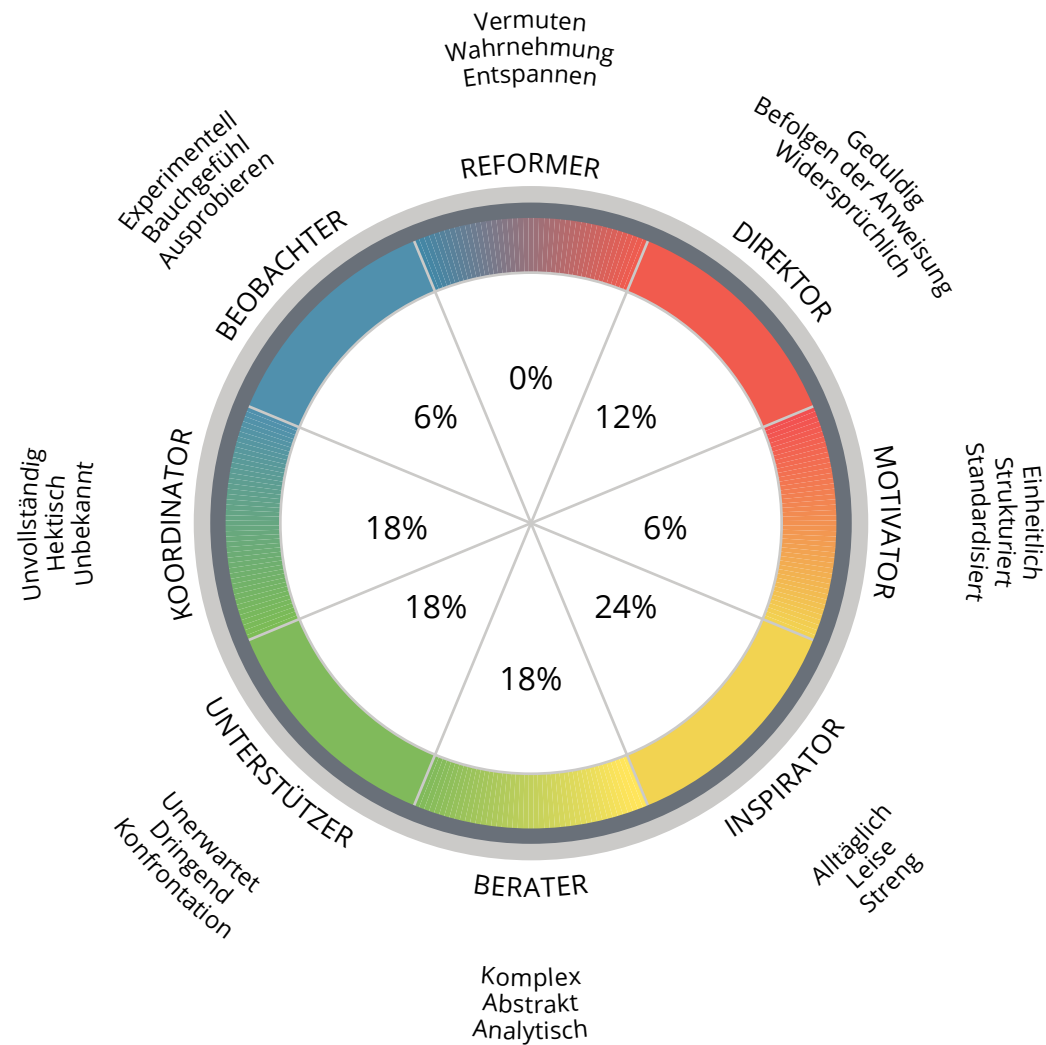 Vermuten
Wahrnehmung
Entspannen
REFORMER
Geduldig
Befolgen der Anweisung
Widersprüchlich
DIREKTOR
Einheitlich
Strukturiert
Standardisiert
MOTIVATOR
Alltäglich
Leise
Streng
INSPIRATOR
BERATER
Komplex
Abstrakt
Analytisch
UNTERSTÜTZER
Unerwartet
Dringend
Konfrontation
KOORDINATOR
Unvollständig
Hektisch
Unbekannt
BEOBACHTER
Experimentell
Bauchgefühl
Ausprobieren
0%
12%
6%
24%
18%
18%
18%
6%